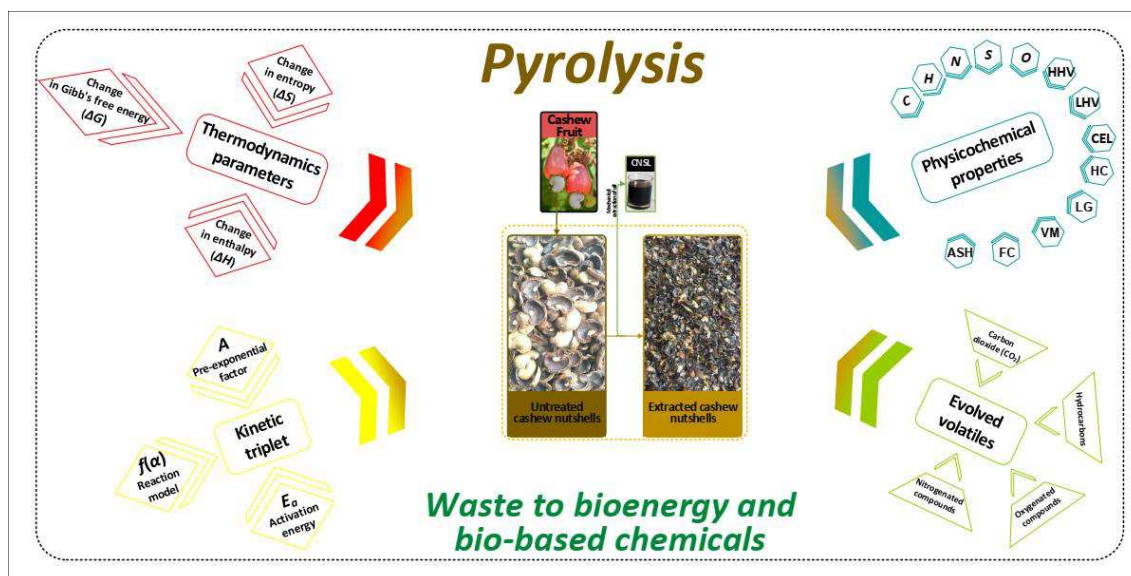 Pyrolysis
Change
in Gibb's free energy
(ΔG)
Change
in entropy
(ΔS)
Thermodynamics
parameters
Change
in enthalpy
(ΔH)
A
Pre-exponential
factor
Kinetic
triplet
f(α)
Reaction
model
Eₐ
Activation
energy
Cashew
Fruit
CNSL
Untreated
cashew nutshells
Extracted cashew
nutshells
Waste to bioenergy and
bio-based chemicals
C
H
N
S
O
HHV
LHV
CEL
HC
LG
VM
FC
ASH
Physicochemical
properties
Carbon
dioxide (CO₂)
Hydrocarbons
Evolved
volatiles
Nitrogenated
compounds
Oxygenated
compounds